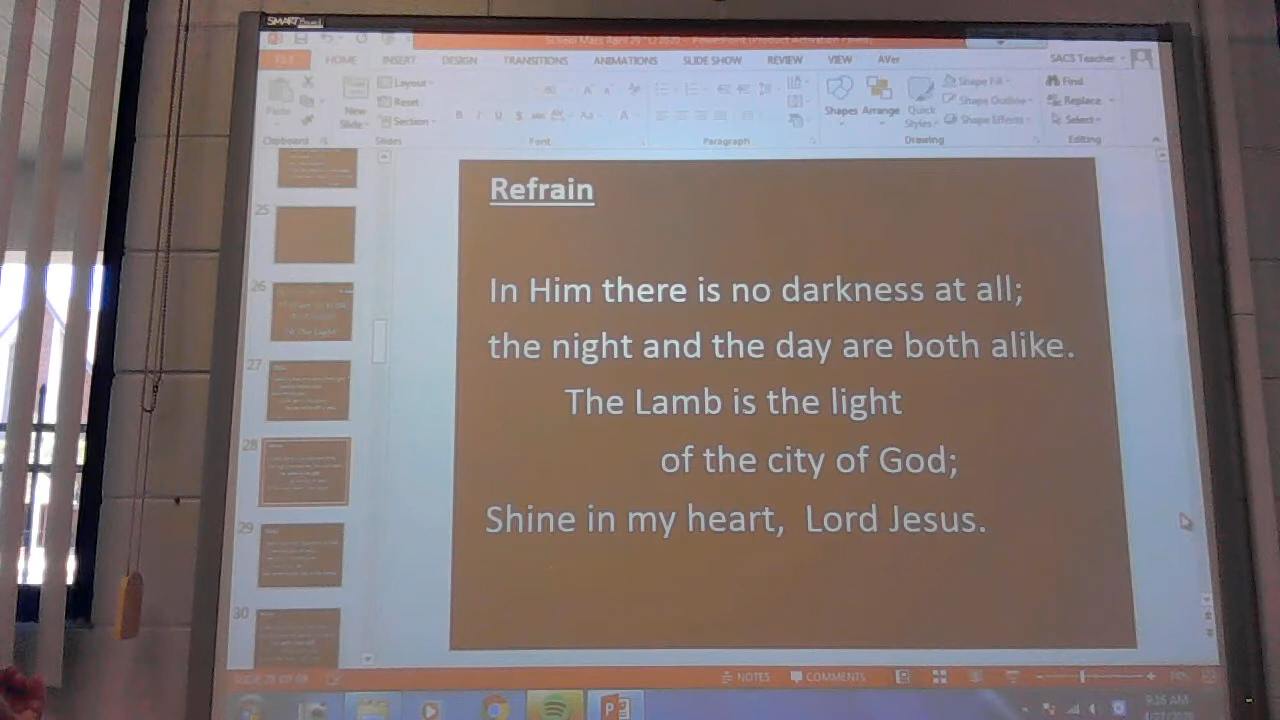 SMART Board
FILE HOME INSERT DESIGN TRANSITIONS ANIMATIONS SLIDE SHOW REVIEW VIEW AVer SACS Teacher
Paste
New Slide
Layout
Reset
Section
Shapes
Arrange
Quick Styles
Shape Fill
Shape Outline
Shape Effects
Find
Replace
Select
Clipboard Slides Font Paragraph Drawing Editing
25
26
27
28
29
30
Refrain
In Him there is no darkness at all;
the night and the day are both alike.
The Lamb is the light
of the city of God;
Shine in my heart, Lord Jesus.
NOTES COMMENTS